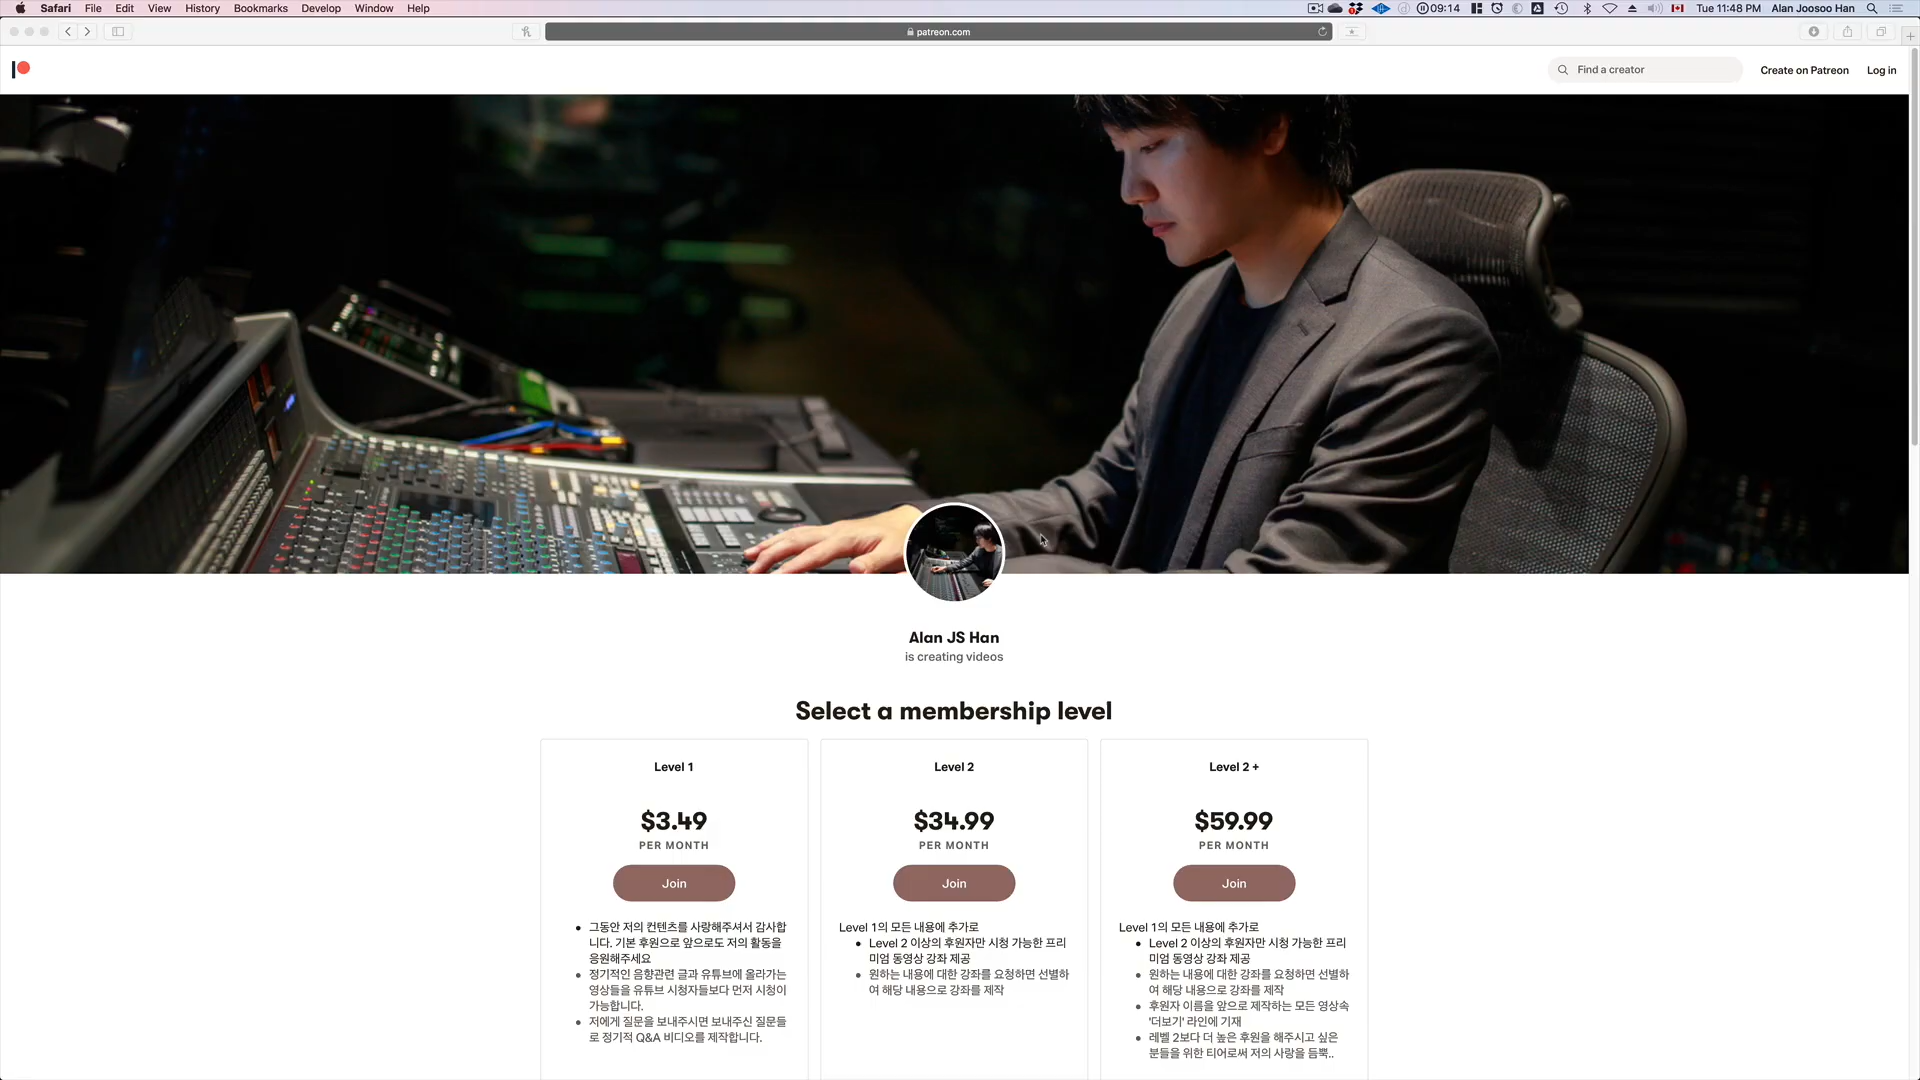 Safari File Edit View History Bookmarks Develop Window Help
09:14
Tue 11:48 PM Alan Joosoo Han
patreon.com
Find a creator
Create on Patreon
Log in
Alan JS Han
is creating videos
Select a membership level
Level 1
$3.49
PER MONTH
Join
그동안 저의 컨텐츠를 사랑해주셔서 감사합
니다. 기본 후원으로 앞으로도 저의 활동을
응원해주세요
정기적인 음향관련 글과 유튜브에 올라가는
영상들을 유튜브 시청자들보다 먼저 시청이
가능합니다.
저에게 질문을 보내주시면 보내주신 질문들
로 정기적 Q&A 비디오를 제작합니다.
Level 2
$34.99
PER MONTH
Join
Level 1의 모든 내용에 추가로
Level 2 이상의 후원자만 시청 가능한 프리
미엄 동영상 강좌 제공
원하는 내용에 대한 강좌를 요청하면 선별하
여 해당 내용으로 강좌를 제작
Level 2 +
$59.99
PER MONTH
Join
Level 1의 모든 내용에 추가로
Level 2 이상의 후원자만 시청 가능한 프리
미엄 동영상 강좌 제공
원하는 내용에 대한 강좌를 요청하면 선별하
여 해당 내용으로 강좌를 제작
후원자 이름을 앞으로 제작하는 모든 영상속
'더보기' 라인에 기재
레벨 2보다 더 높은 후원을 해주시고 싶은
분들을 위한 티어로써 저의 사랑을 듬뿍..